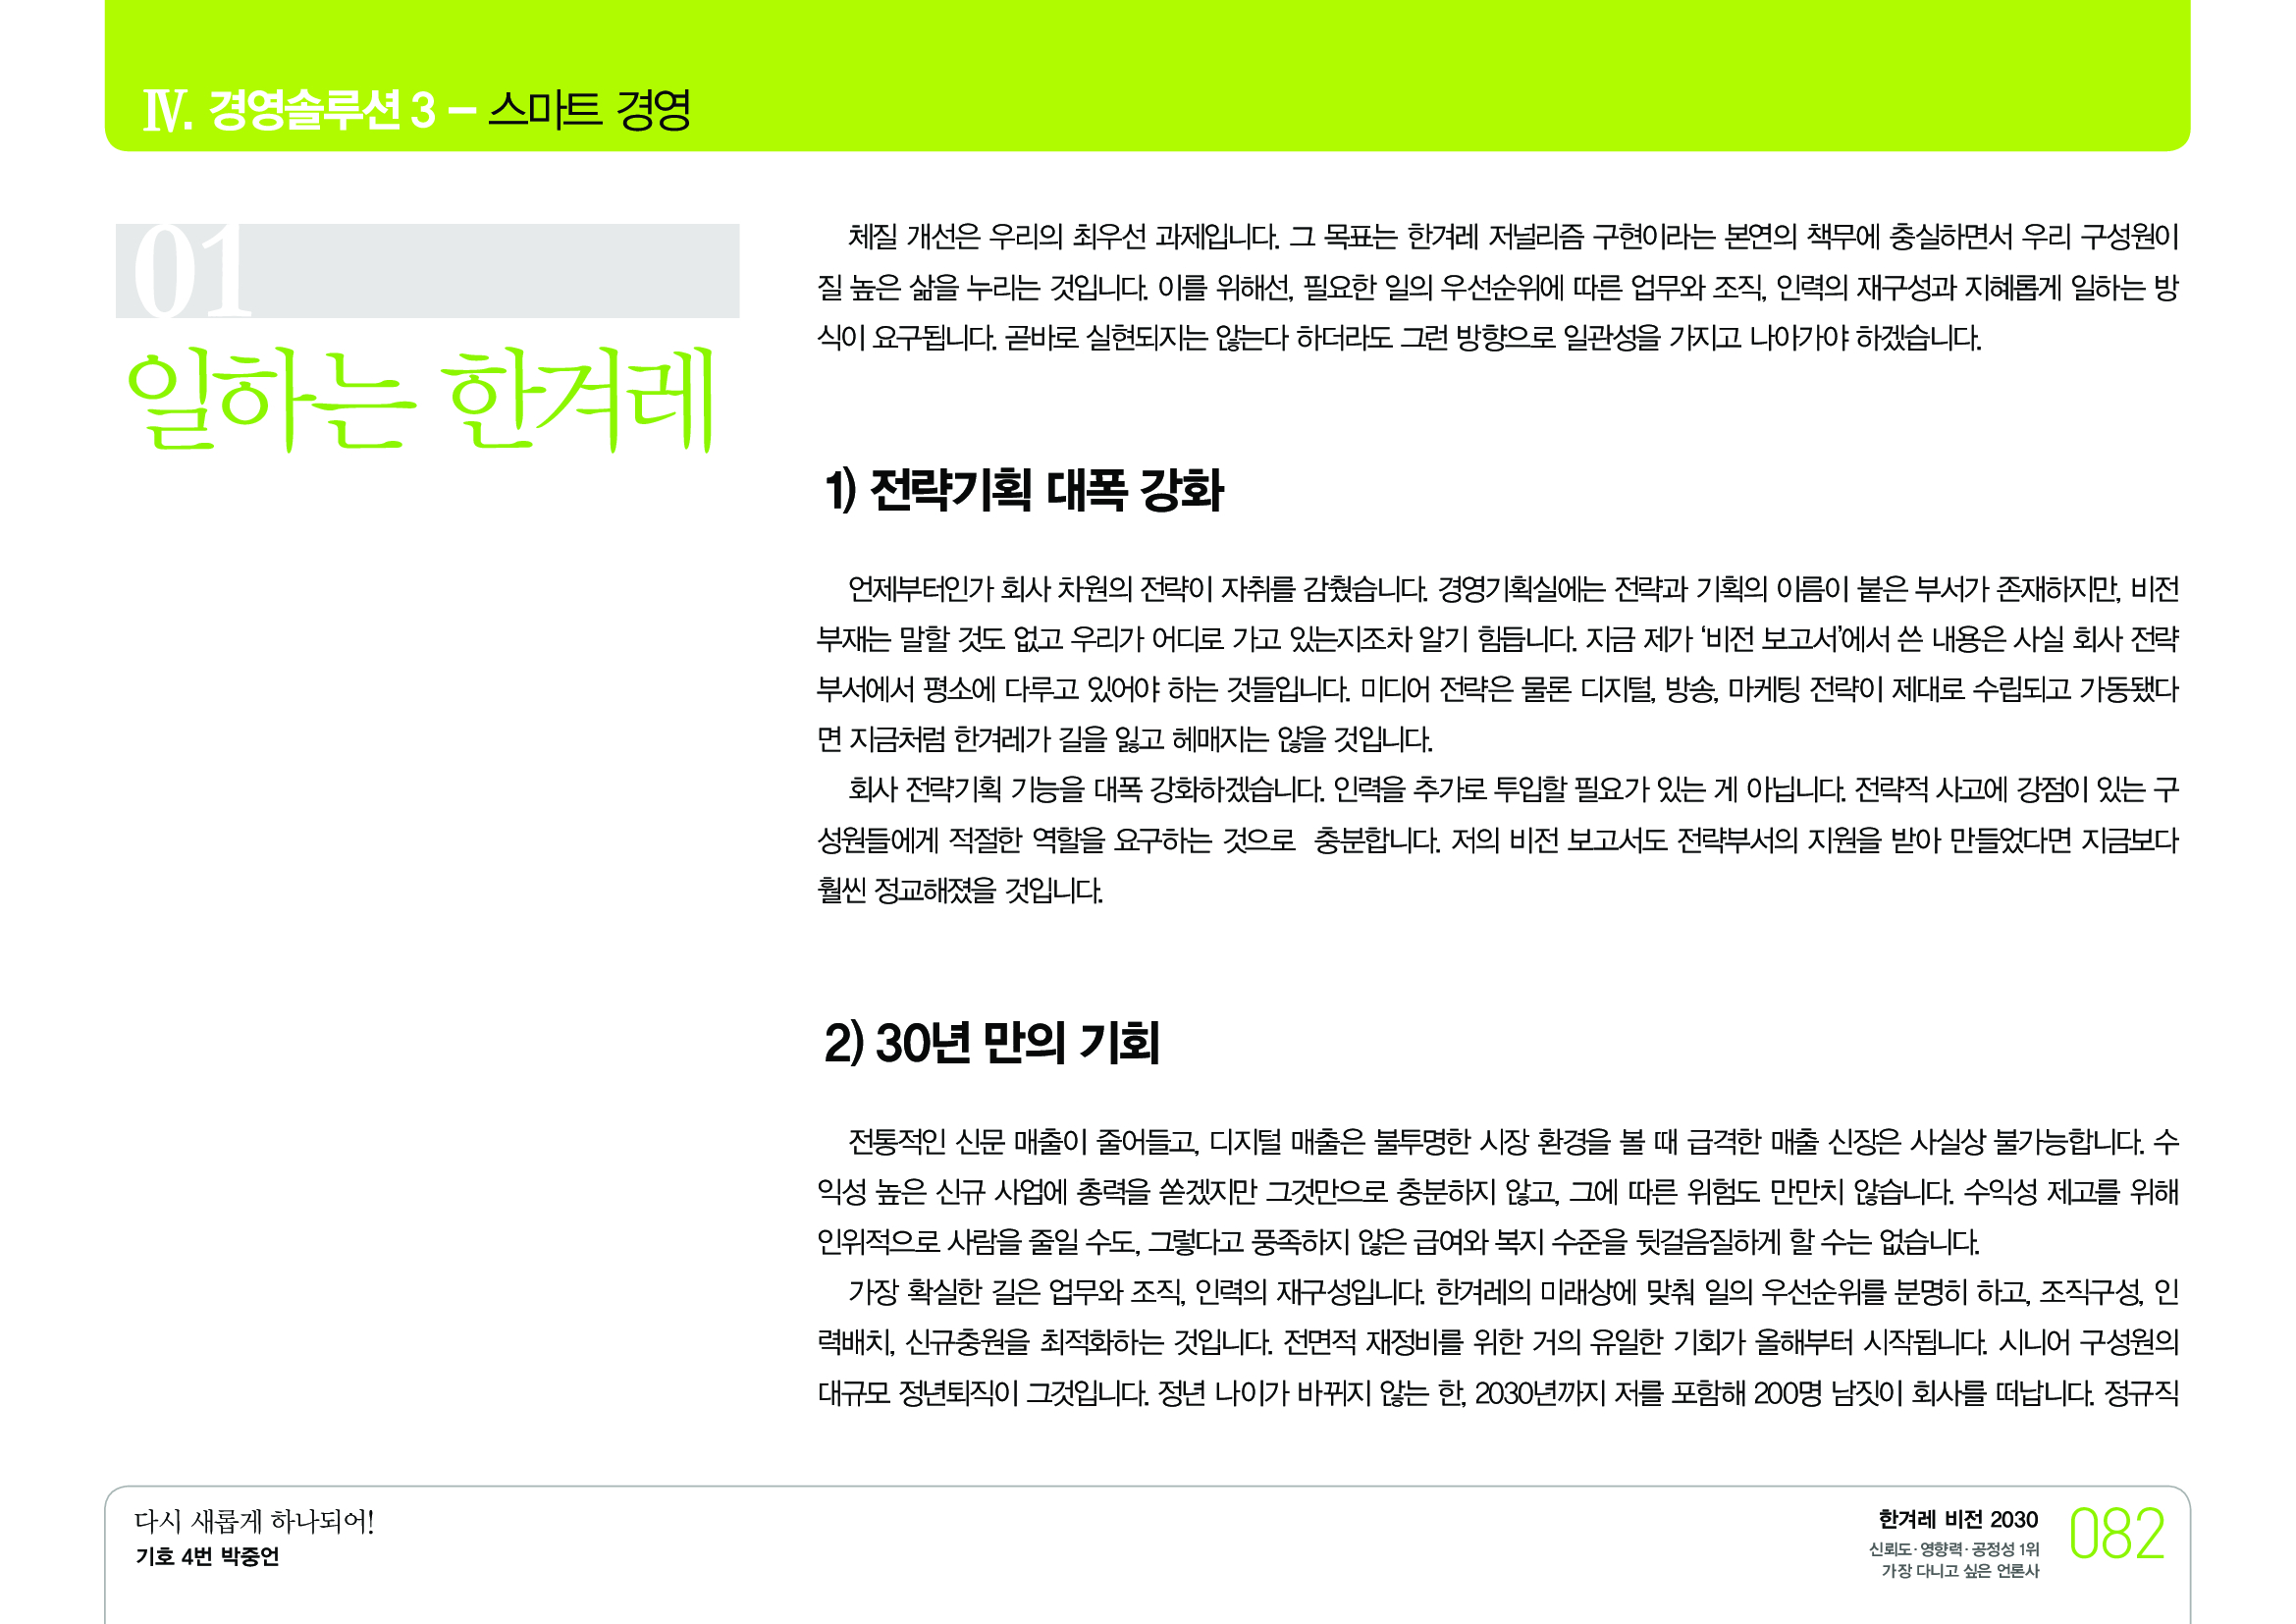 Ⅳ. 경영솔루션 3 – 스마트 경영
01
일하는 한겨레
체질 개선은 우리의 최우선 과제입니다. 그 목표는 한겨레 저널리즘 구현이라는 본연의 책무에 충실하면서 우리 구성원이
질 높은 삶을 누리는 것입니다. 이를 위해선, 필요한 일의 우선순위에 따른 업무와 조직, 인력의 재구성과 지혜롭게 일하는 방
식이 요구됩니다. 곧바로 실현되지는 않는다 하더라도 그런 방향으로 일관성을 가지고 나아가야 하겠습니다.
1) 전략기획 대폭 강화
언제부터인가 회사 차원의 전략이 자취를 감췄습니다. 경영기획실에는 전략과 기획의 이름이 붙은 부서가 존재하지만, 비전
부재는 말할 것도 없고 우리가 어디로 가고 있는지조차 알기 힘듭니다. 지금 제가 ‘비전 보고서’에서 쓴 내용은 사실 회사 전략
부서에서 평소에 다루고 있어야 하는 것들입니다. 미디어 전략은 물론 디지털, 방송, 마케팅 전략이 제대로 수립되고 가동됐다
면 지금처럼 한겨레가 길을 잃고 헤매지는 않을 것입니다.
회사 전략기획 기능을 대폭 강화하겠습니다. 인력을 추가로 투입할 필요가 있는 게 아닙니다. 전략적 사고에 강점이 있는 구
성원들에게 적절한 역할을 요구하는 것으로 충분합니다. 저의 비전 보고서도 전략부서의 지원을 받아 만들었다면 지금보다
훨씬 정교해졌을 것입니다.
2) 30년 만의 기회
전통적인 신문 매출이 줄어들고, 디지털 매출은 불투명한 시장 환경을 볼 때 급격한 매출 신장은 사실상 불가능합니다. 수
익성 높은 신규 사업에 총력을 쏟겠지만 그것만으로 충분하지 않고, 그에 따른 위험도 만만치 않습니다. 수익성 제고를 위해
인위적으로 사람을 줄일 수도, 그렇다고 풍족하지 않은 급여와 복지 수준을 뒷걸음질하게 할 수는 없습니다.
가장 확실한 길은 업무와 조직, 인력의 재구성입니다. 한겨레의 미래상에 맞춰 일의 우선순위를 분명히 하고, 조직구성, 인
력배치, 신규충원을 최적화하는 것입니다. 전면적 재정비를 위한 거의 유일한 기회가 올해부터 시작됩니다. 시니어 구성원의
대규모 정년퇴직이 그것입니다. 정년 나이가 바뀌지 않는 한, 2030년까지 저를 포함해 200명 남짓이 회사를 떠납니다. 정규직
다시 새롭게 하나되어!
기호 4번 박중언
한겨레 비전 2030
신뢰도·영향력·공정성 1위
가장 다니고 싶은 언론사
082